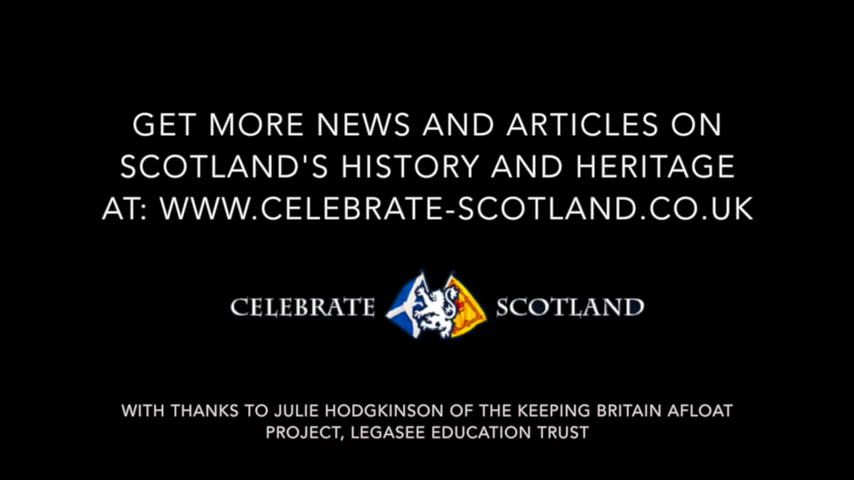 GET MORE NEWS AND ARTICLES ON
SCOTLAND'S HISTORY AND HERITAGE
AT: WWW.CELEBRATE-SCOTLAND.CO.UK
CELEBRATE SCOTLAND
WITH THANKS TO JULIE HODGKINSON OF THE KEEPING BRITAIN AFLOAT
PROJECT, LEGASEE EDUCATION TRUST